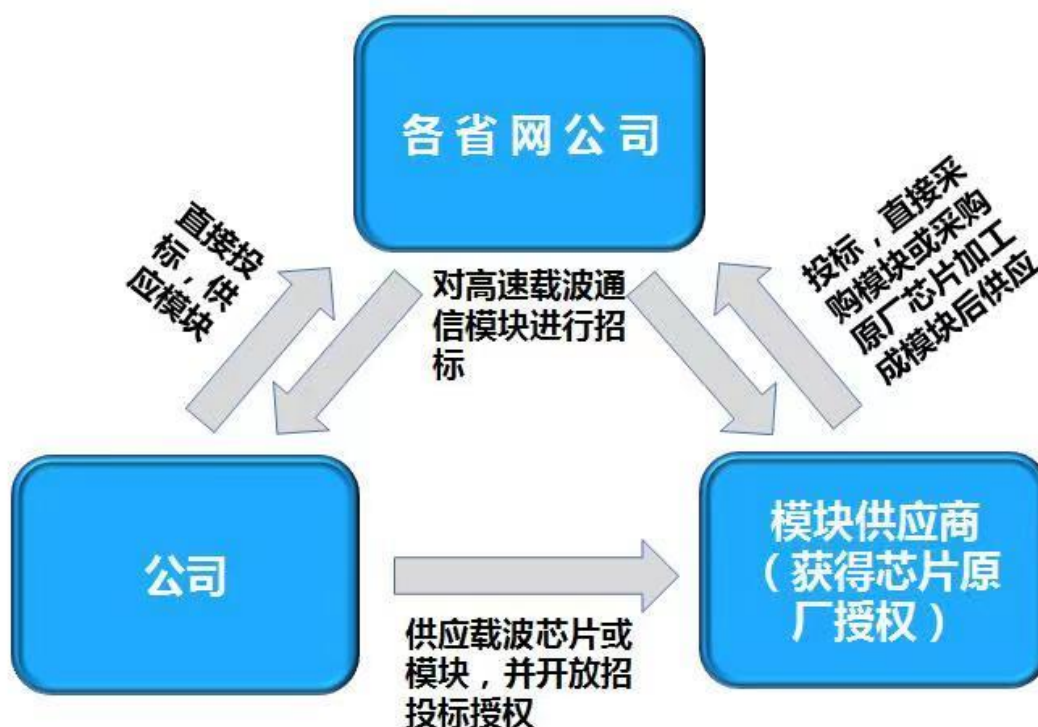 各省网公司
直接投
标，供
应模块
对高速载波通
信模块进行招
标
投标，直接采
购模块或采购
原厂芯片加工
成模块后供应
公司
模块供应商
（获得芯片原
厂授权）
供应载波芯片或
模块，并开放招
投标授权